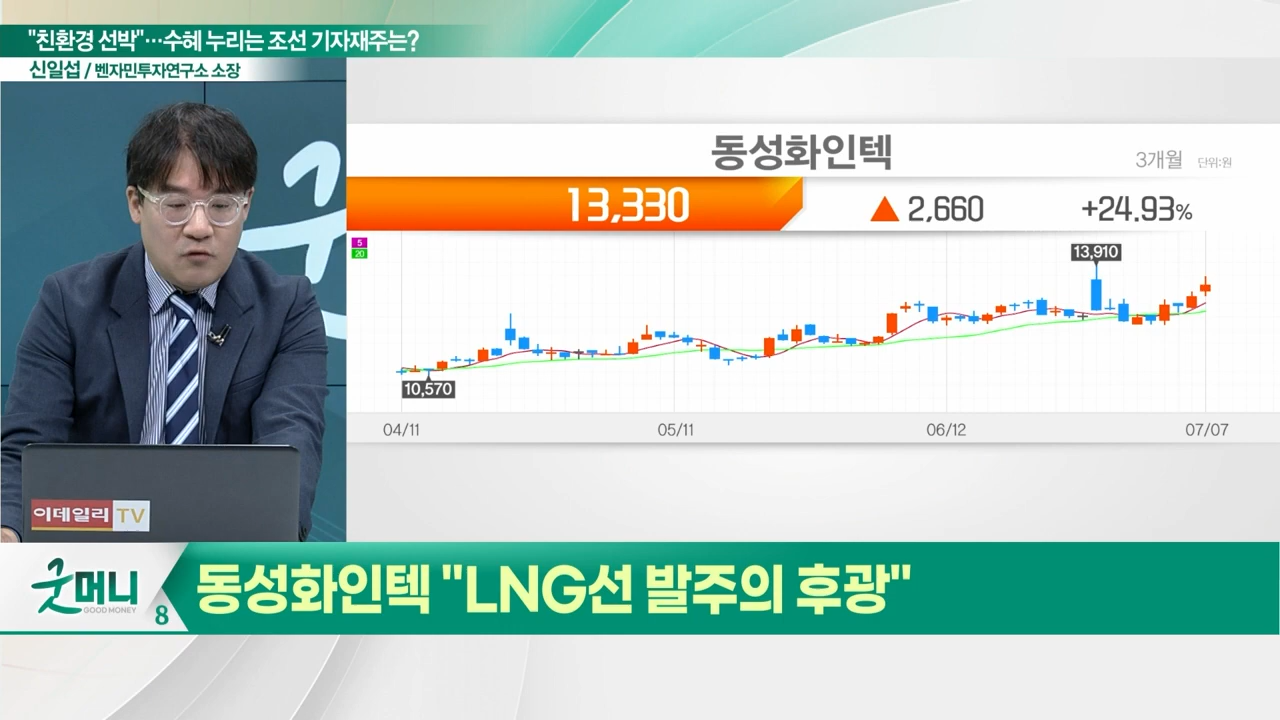 "친환경 선박"…수혜 누리는 조선 기자재주는?
신일섭 / 벤자민투자연구소 소장
동성화인텍
3개월 단위:원
13,330 ▲ 2,660 +24.93%
5
20
13,910
10,570
04/11 05/11 06/12 07/07
이데일리 TV
굿머니
GOOD MONEY
8
동성화인텍 "LNG선 발주의 후광"